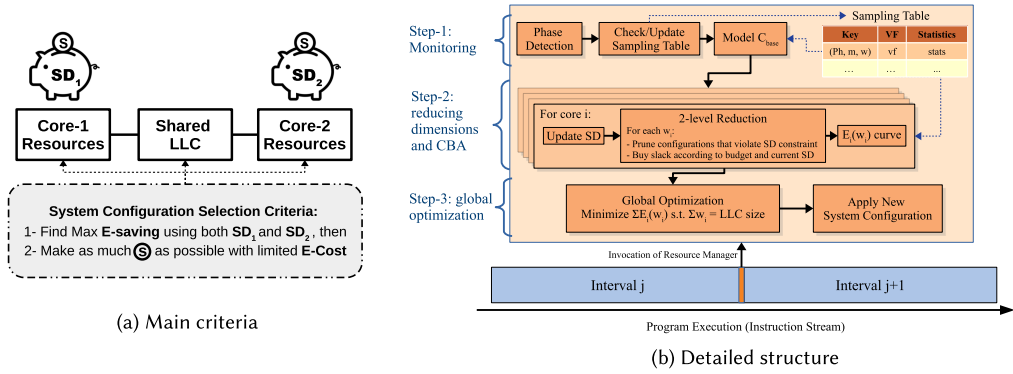 S
SD1
S
SD2
Core-1
Resources
Shared
LLC
Core-2
Resources
System Configuration Selection Criteria:
1- Find Max E-saving using both SD1 and SD2, then
2- Make as much S as possible with limited E-Cost
(a) Main criteria
Step-1:
Monitoring
Phase
Detection
Check/Update
Sampling Table
Model Cbase
Sampling Table
Key VF Statistics
(Ph, m, w) vf stats
... ... ...
Step-2:
reducing
dimensions
and CBA
For core i:
Update SD
2-level Reduction
For each wi:
- Prune configurations that violate SD constraint
- Buy slack according to budget and current SD
Ei(wi) curve
Step-3: global
optimization
Global Optimization
Minimize ΣEi(wi) s.t. Σwi = LLC size
Apply New
System Configuration
Invocation of Resource Manager
Interval j
Interval j+1
Program Execution (Instruction Stream)
(b) Detailed structure